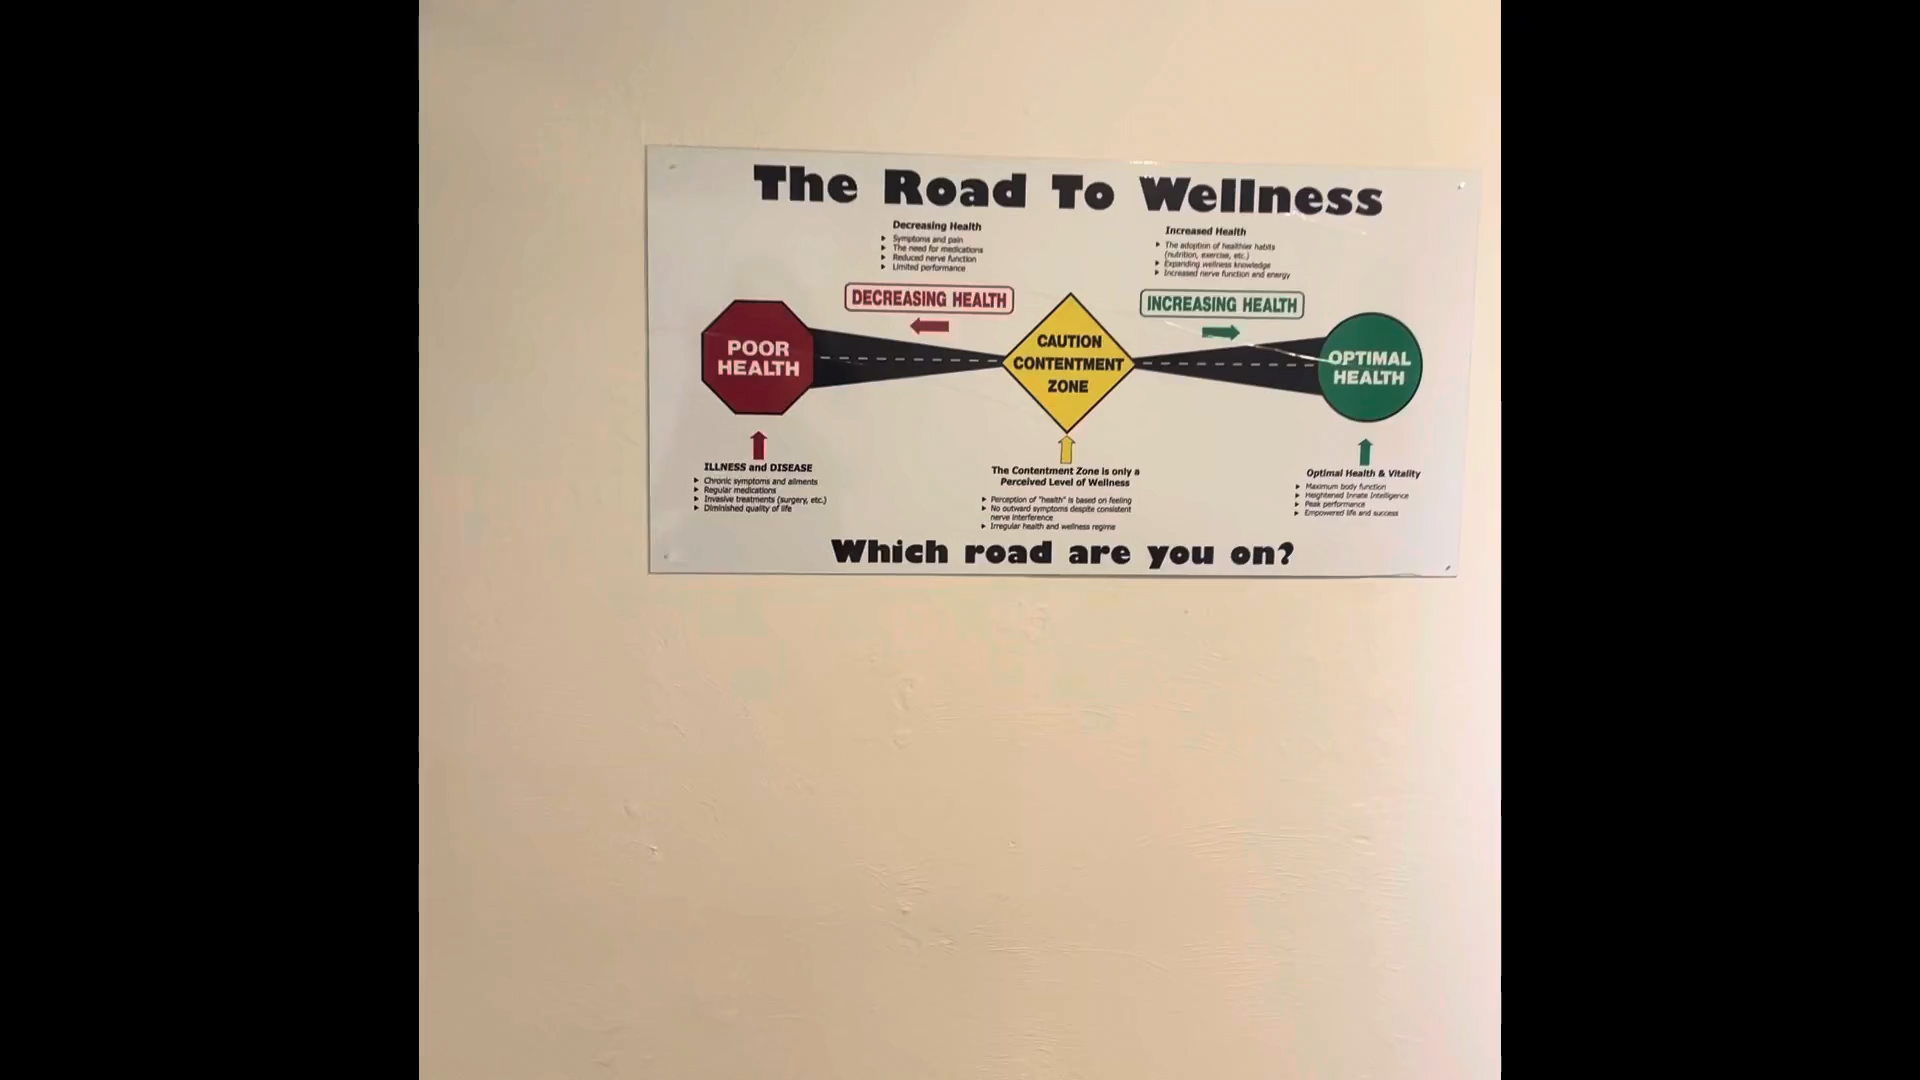 The Road To Wellness
Decreasing Health
Symptoms and pain
The need for medications
Reduced nerve function
Limited performance
Increased Health
The adoption of healthier habits
(nutrition, exercise, etc.)
Expanding wellness knowledge
Increased nerve function and energy
DECREASING HEALTH
INCREASING HEALTH
POOR
HEALTH
CAUTION
CONTENTMENT
ZONE
OPTIMAL
HEALTH
ILLNESS and DISEASE
Chronic symptoms and ailments
Regular medications
Invasive treatments (surgery, etc.)
Diminished quality of life
The Contentment Zone is only a
Perceived Level of Wellness
Perception of "health" is based on feeling
No outward symptoms despite consistent
nerve interference
Irregular health and wellness regime
Optimal Health & Vitality
Maximum body function
Heightened Innate Intelligence
Peak performance
Empowered life and success
Which road are you on?